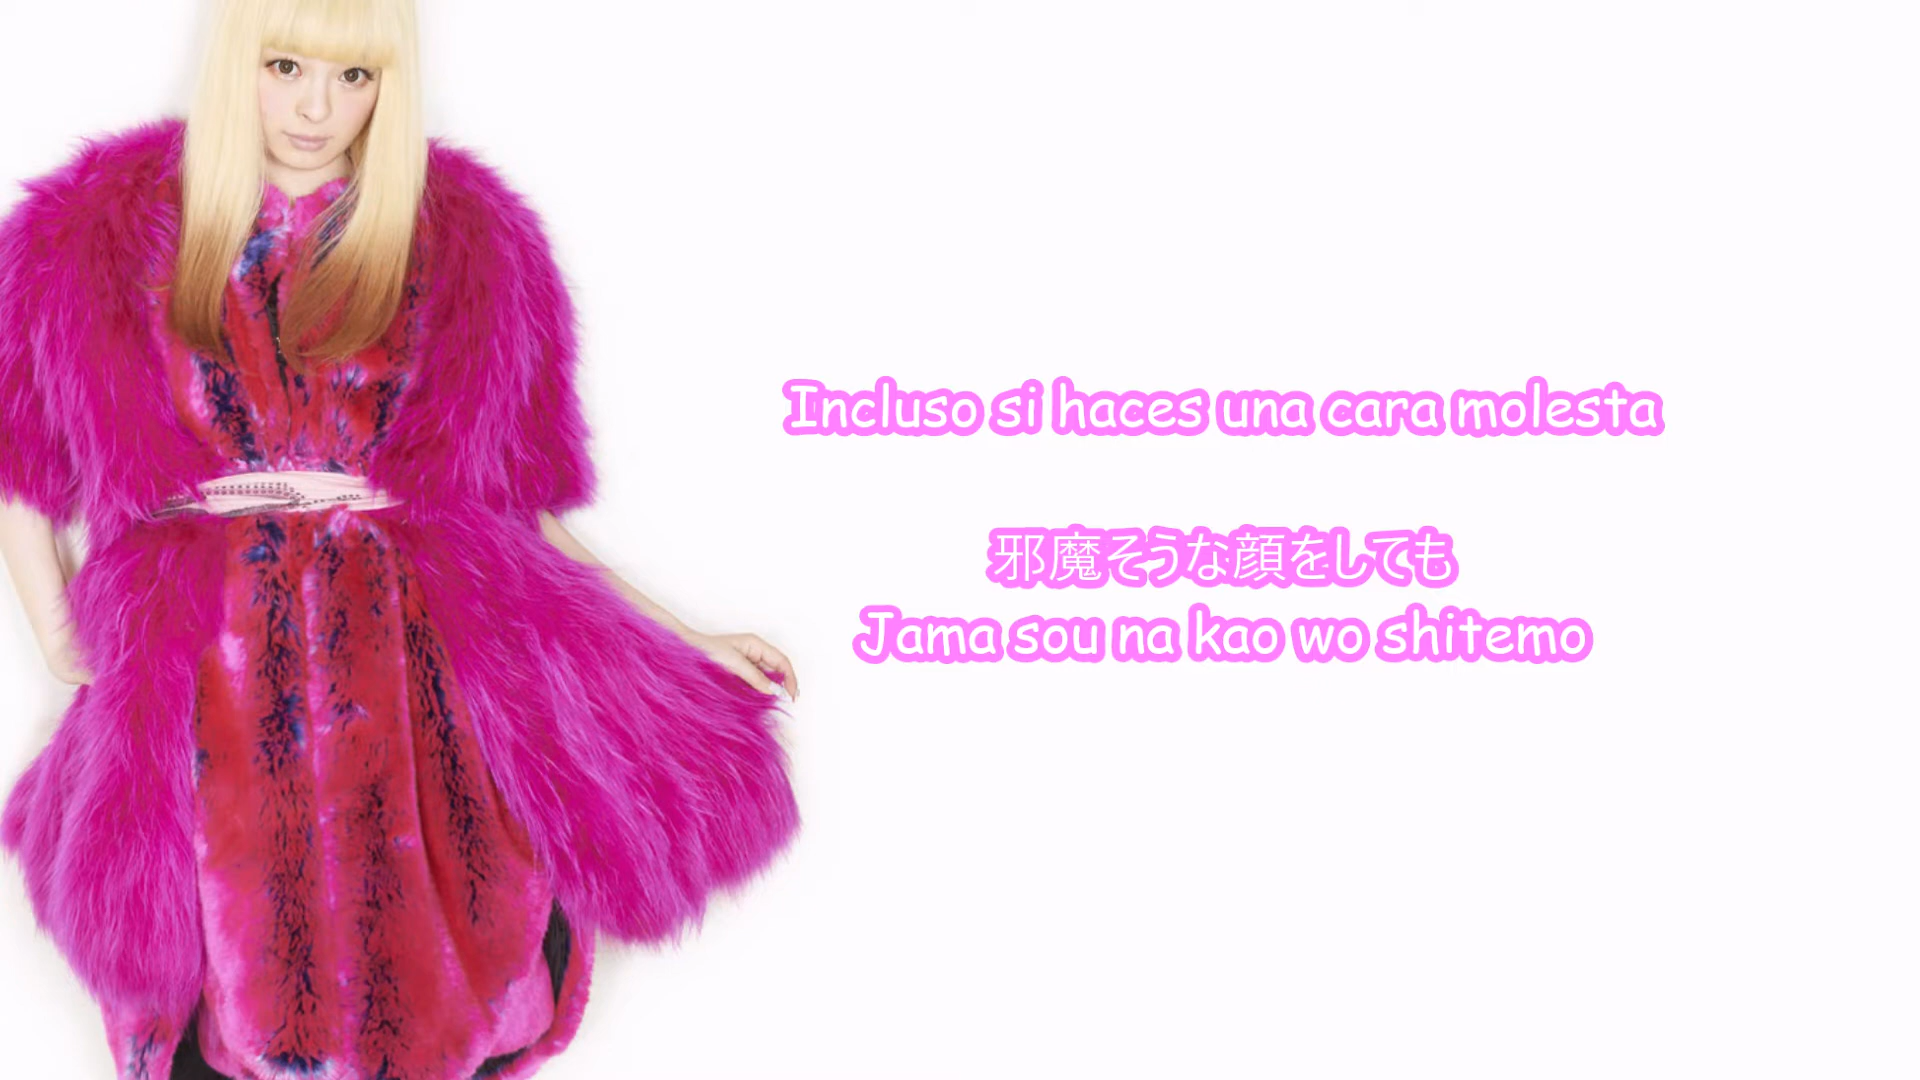 Incluso si haces una cara molesta
邪魔そうな顔をしても
Jama sou na kao wo shitemo